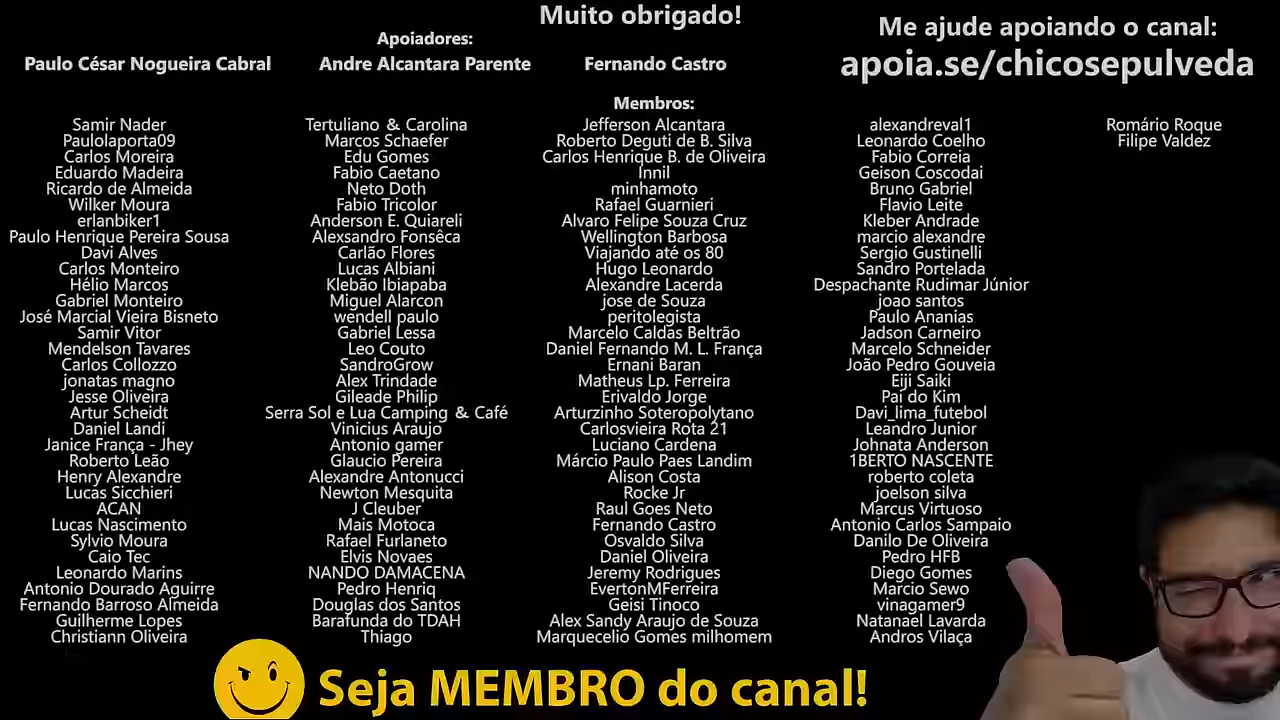 Muito obrigado!
Apoiadores:
Paulo César Nogueira Cabral
Andre Alcantara Parente
Fernando Castro
Me ajude apoiando o canal:
apoia.se/chicosepulveda
Membros:
Samir Nader
Paulolaporta09
Carlos Moreira
Eduardo Madeira
Ricardo de Almeida
Wilker Moura
erlanbiker1
Paulo Henrique Pereira Sousa
Davi Alves
Carlos Monteiro
Hélio Marcos
Gabriel Monteiro
José Marcial Vieira Bisneto
Samir Vitor
Mendelson Tavares
Carlos Collozzo
jonatas magno
Jesse Oliveira
Artur Scheidt
Daniel Landi
Janice França - Jhey
Roberto Leão
Henry Alexandre
Lucas Sicchieri
ACAN
Lucas Nascimento
Sylvio Moura
Caio Tec
Leonardo Marins
Antonio Dourado Aguirre
Fernando Barroso Almeida
Guilherme Lopes
Christiann Oliveira
Tertuliano & Carolina
Marcos Schaefer
Edu Gomes
Fabio Caetano
Neto Doth
Fabio Tricolor
Anderson E. Quiareli
Alexsandro Fonsêca
Carlão Flores
Lucas Albiani
Klebão Ibiapaba
Miguel Alarcon
wendell paulo
Gabriel Lessa
Leo Couto
SandroGrow
Alex Trindade
Gileade Philip
Serra Sol e Lua Camping & Café
Vinicius Araujo
Antonio gamer
Glaucio Pereira
Alexandre Antonucci
Newton Mesquita
J Cleuber
Mais Motoca
Rafael Furlaneto
Elvis Novaes
NANDO DAMACENA
Pedro Henriq
Douglas dos Santos
Barafunda do TDAH
Thiago
Jefferson Alcantara
Roberto Deguti de B. Silva
Carlos Henrique B. de Oliveira
Innil
minhamoto
Rafael Guarnieri
Alvaro Felipe Souza Cruz
Wellington Barbosa
Viajando até os 80
Hugo Leonardo
Alexandre Lacerda
jose de Souza
peritolegista
Marcelo Caldas Beltrão
Daniel Fernando M. L. França
Ernani Baran
Matheus Lp. Ferreira
Erivaldo Jorge
Arturzinho Soteropolytano
Carlosvieira Rota 21
Luciano Cardena
Márcio Paulo Paes Landim
Alison Costa
Rocke Jr
Raul Goes Neto
Fernando Castro
Osvaldo Silva
Daniel Oliveira
Jeremy Rodrigues
EvertonMFerreira
Geisi Tinoco
Alex Sandy Araujo de Souza
Marquecelio Gomes milhomem
alexandreval1
Leonardo Coelho
Fabio Correia
Geison Coscodai
Bruno Gabriel
Flavio Leite
Kleber Andrade
marcio alexandre
Sergio Gustinelli
Sandro Portelada
Despachante Rudimar Júnior
joao santos
Paulo Ananias
Jadson Carneiro
Marcelo Schneider
João Pedro Gouveia
Eiji Saiki
Pai do Kim
Davi_lima_futebol
Leandro Junior
Johnata Anderson
1BERTO NASCENTE
roberto coleta
joelson silva
Marcus Virtuoso
Antonio Carlos Sampaio
Danilo De Oliveira
Pedro HFB
Diego Gomes
Marcio Sewo
vinagamer9
Natanael Lavarda
Andros Vilaça
Romário Roque
Filipe Valdez
Seja MEMBRO do canal!